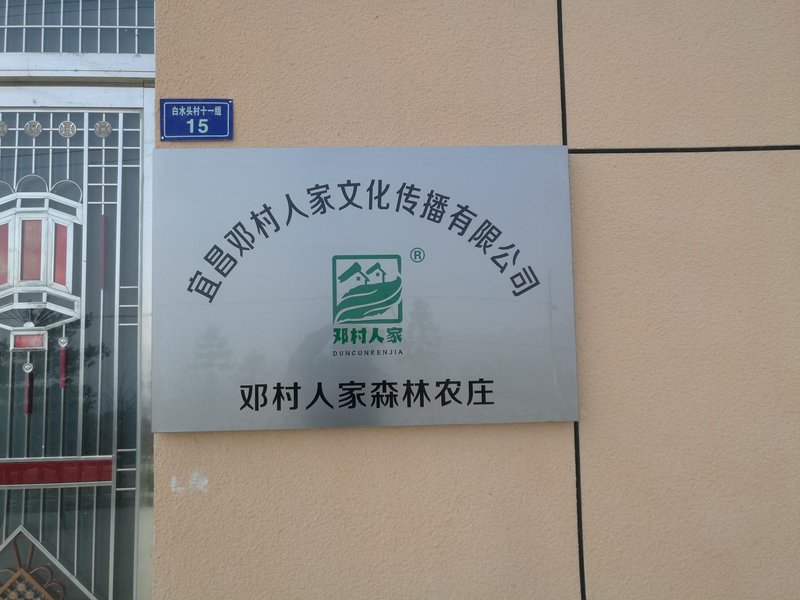 白水头村十一组
15
宜昌邓村人家文化传播有限公司
®
邓村人家
DUNCUNRENJIA
邓村人家森林农庄